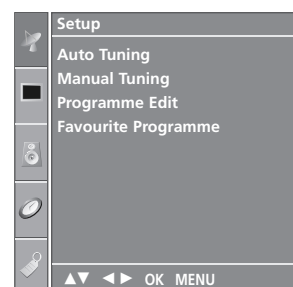 Setup
Auto Tuning
Manual Tuning
Programme Edit
Favourite Programme
▲▼ ◄► OK MENU